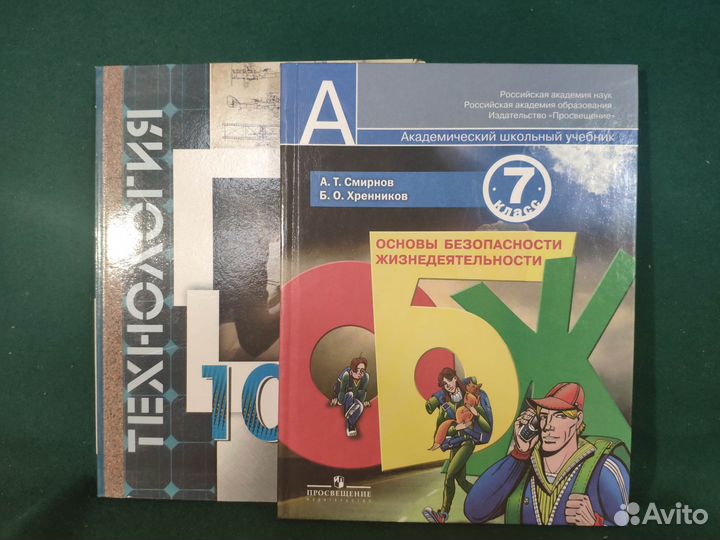 ТЕХНОЛОГИЯ
10
А
Российская академия наук
Российская академия образования
Издательство «Просвещение»
Академический школьный учебник
А. Т. Смирнов
Б. О. Хренников
7
класс
ОСНОВЫ БЕЗОПАСНОСТИ
ЖИЗНЕДЕЯТЕЛЬНОСТИ
ОБЖ
ПРОСВЕЩЕНИЕ
ИЗДАТЕЛЬСТВО
Avito